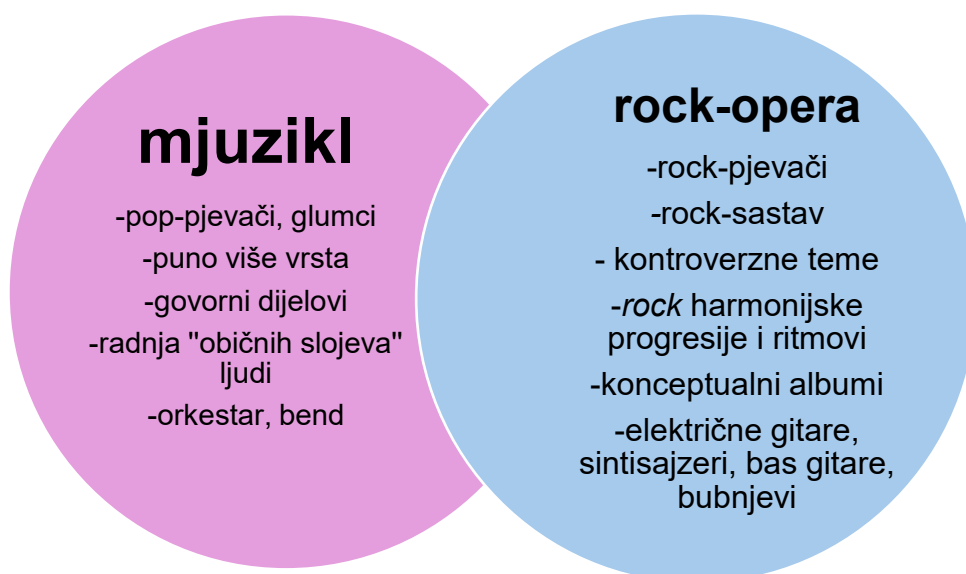 mjuzikl
-pop-pjevači, glumci
-puno više vrsta
-govorni dijelovi
-radnja "običnih slojeva"
ljudi
-orkestar, bend
rock-opera
-rock-pjevači
-rock-sastav
- kontroverzne teme
-rock harmonijske
progresije i ritmovi
-konceptualni albumi
-električne gitare,
sintisajzeri, bas gitare,
bubnjevi